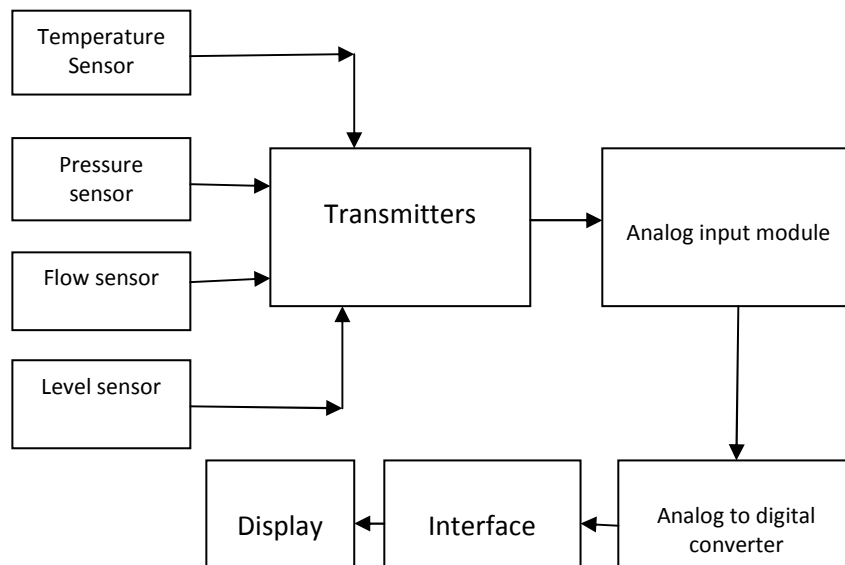 Temperature
Sensor
Pressure
sensor
Transmitters
Analog input module
Flow sensor
Level sensor
Display
Interface
Analog to digital
converter